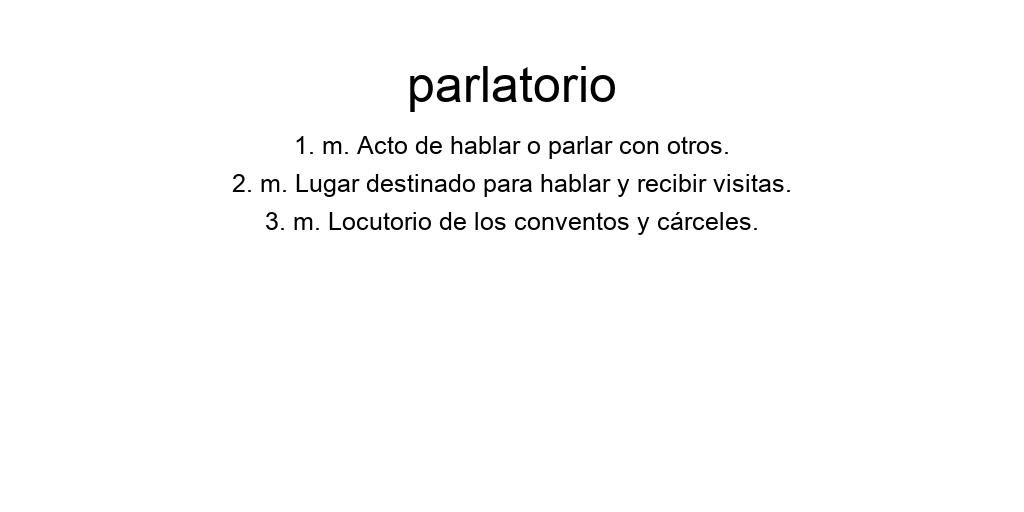 parlatorio
1. m. Acto de hablar o parlar con otros.
2. m. Lugar destinado para hablar y recibir visitas.
3. m. Locutorio de los conventos y cárceles.